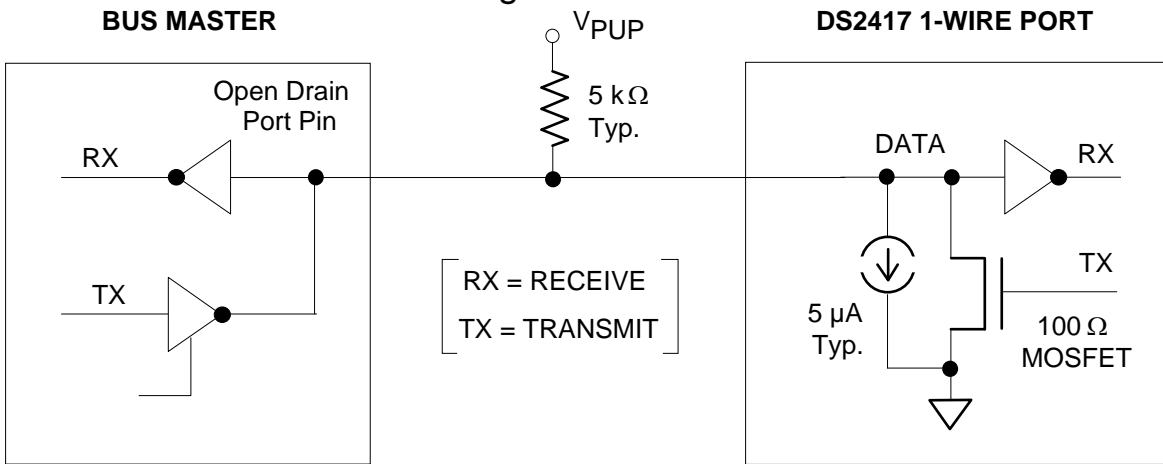 BUS MASTER
V_PUP
DS2417 1-WIRE PORT
Open Drain
Port Pin
5 kΩ
Typ.
RX
DATA
RX
TX
RX = RECEIVE
TX = TRANSMIT
5 µA
Typ.
TX
100 Ω
MOSFET